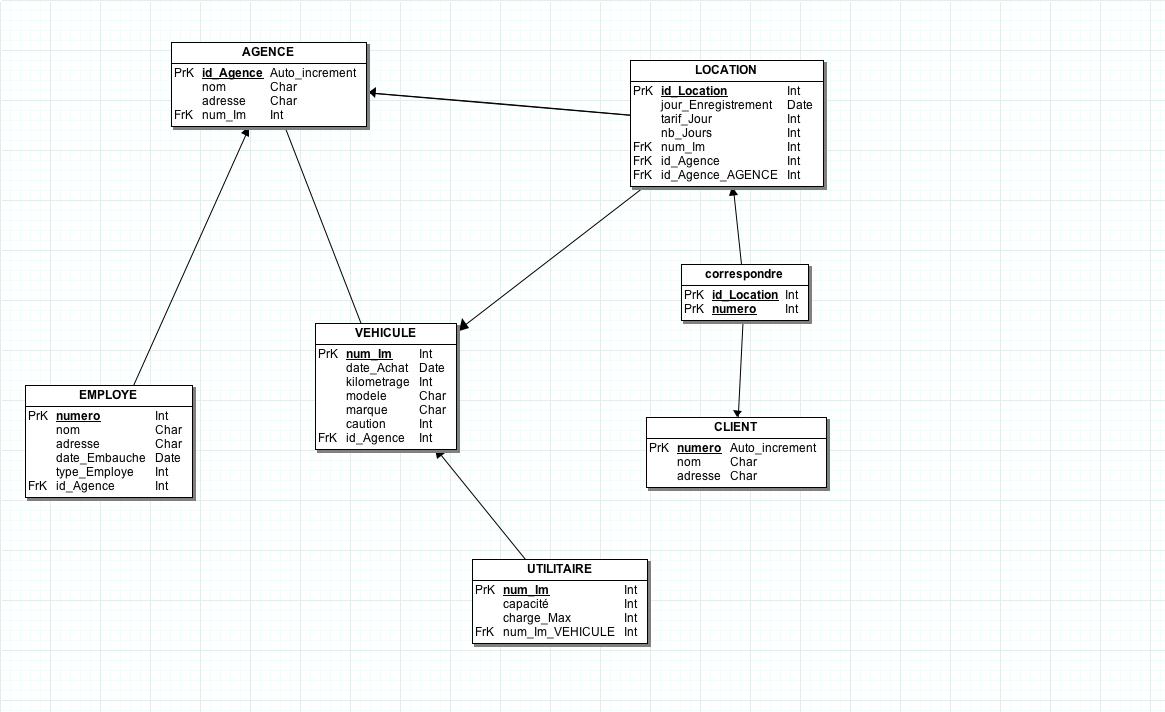 AGENCE
PrK id_Agence Auto_increment
nom Char
adresse Char
FrK num_Im Int
LOCATION
PrK id_Location Int
jour_Enregistrement Date
tarif_Jour Int
nb_Jours Int
FrK num_Im Int
FrK id_Agence Int
FrK id_Agence_AGENCE Int
correspondre
PrK id_Location Int
PrK numero Int
VEHICULE
PrK num_Im Int
date_Achat Date
kilometrage Int
modele Char
marque Char
caution Int
FrK id_Agence Int
EMPLOYE
PrK numero Int
nom Char
adresse Char
date_Embauche Date
type_Employe Int
FrK id_Agence Int
CLIENT
PrK numero Auto_increment
nom Char
adresse Char
UTILITAIRE
PrK num_Im Int
capacité Int
charge_Max Int
FrK num_Im_VEHICULE Int